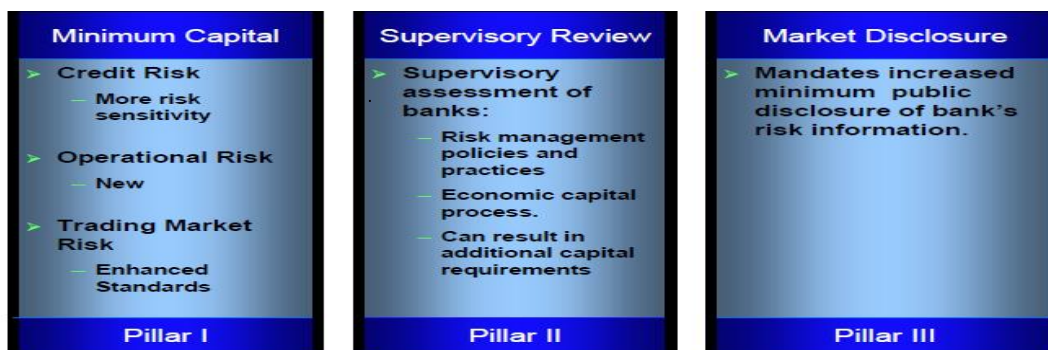 Minimum Capital
➢ Credit Risk
– More risk
sensitivity
➢ Operational Risk
– New
➢ Trading Market
Risk
– Enhanced
Standards
Pillar I
Supervisory Review
➢ Supervisory
assessment of
banks:
– Risk management
policies and
practices
– Economic capital
process.
– Can result in
additional capital
requirements
Pillar II
Market Disclosure
➢ Mandates increased
minimum public
disclosure of bank's
risk information.
Pillar III